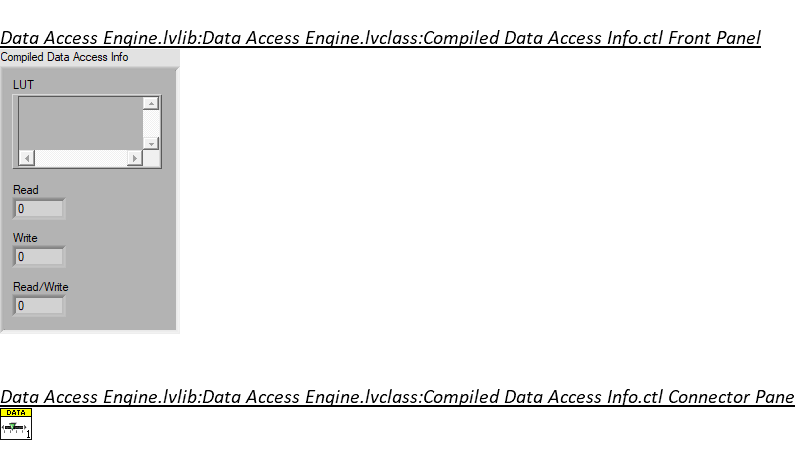 Data Access Engine.lvlib:Data Access Engine.lvclass:Compiled Data Access Info.ctl Front Panel
Compiled Data Access Info
LUT
Read
0
Write
0
Read/Write
0
Data Access Engine.lvlib:Data Access Engine.lvclass:Compiled Data Access Info.ctl Connector Pane
DATA
1